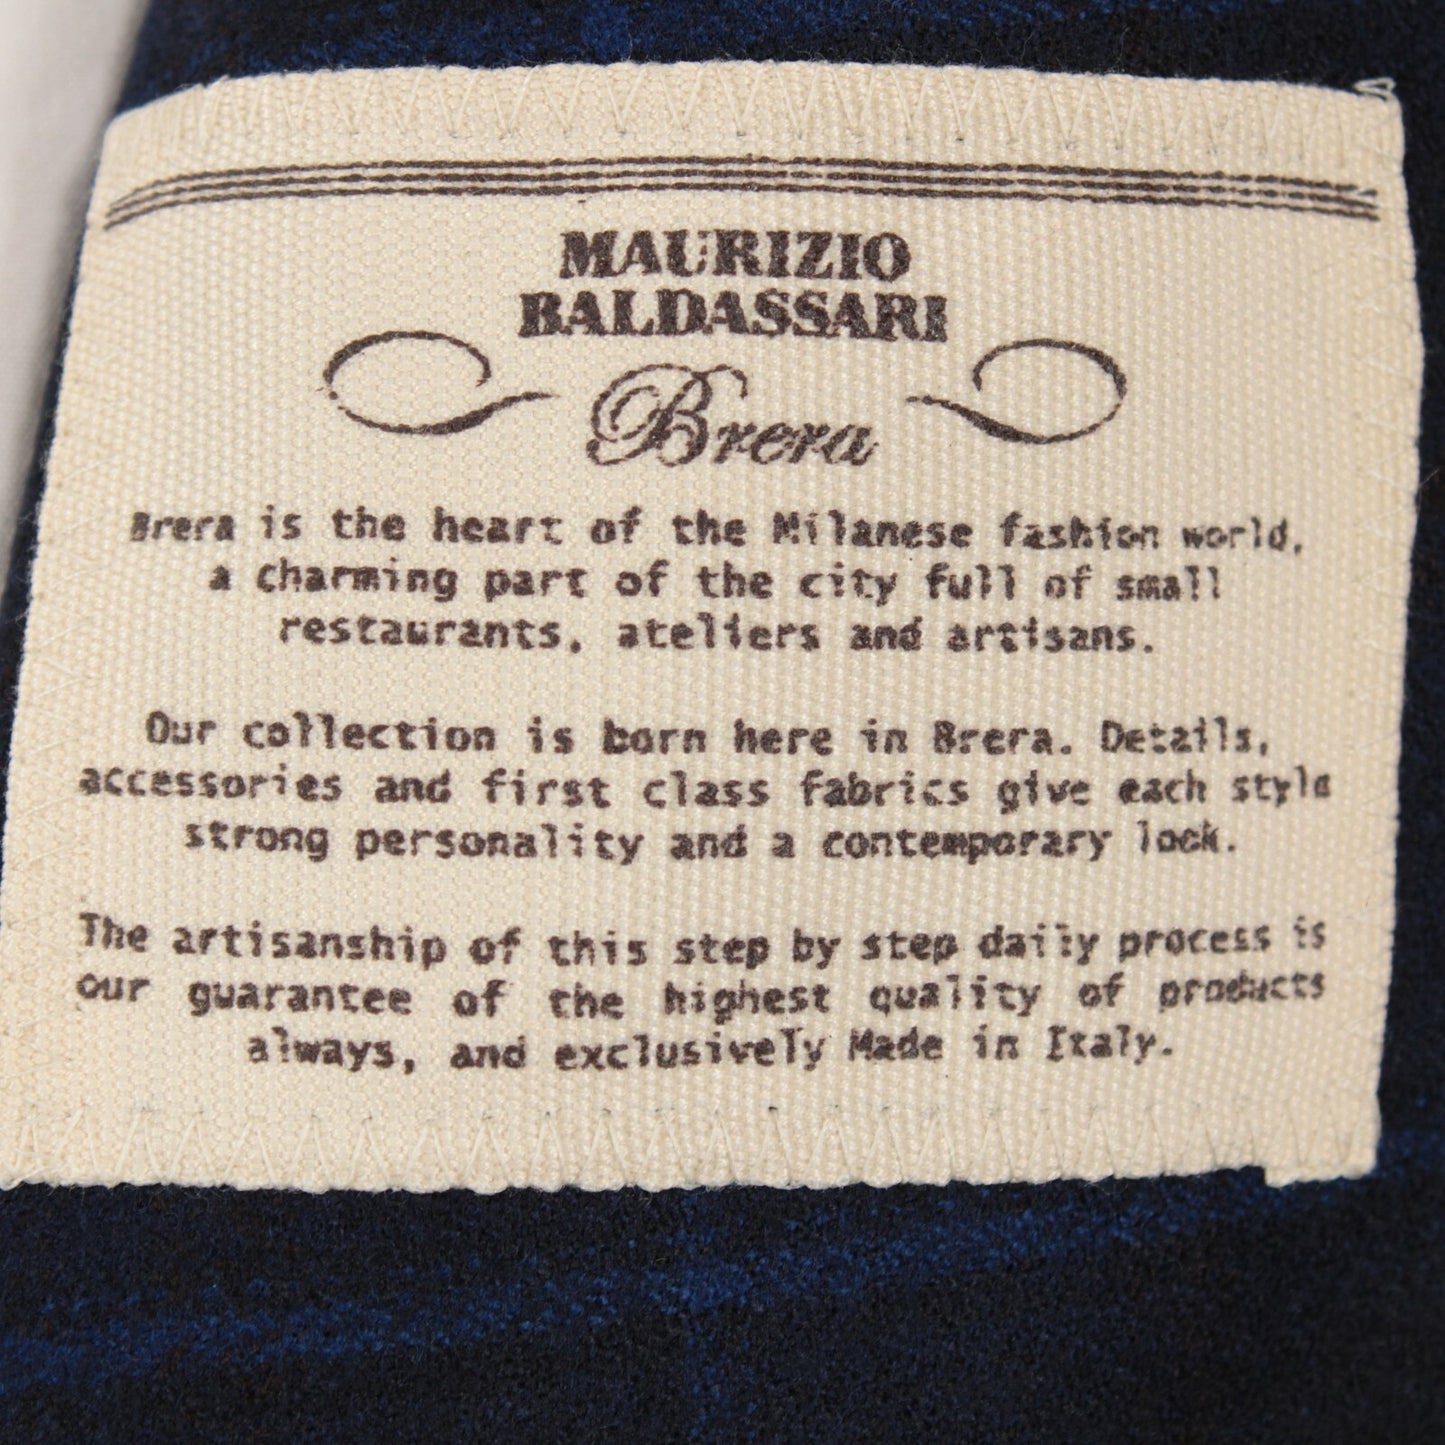 MAURIZIO
BALDASSARI
Brera
Brera is the heart of the Milanese fashion world,
a charming part of the city full of small
restaurants, ateliers and artisans.
Our collection is born here in Brera. Details,
accessories and first class fabrics give each style
strong personality and a contemporary look.
The artisanship of this step by step daily process is
our guarantee of the highest quality of products
always, and exclusively Made in Italy.